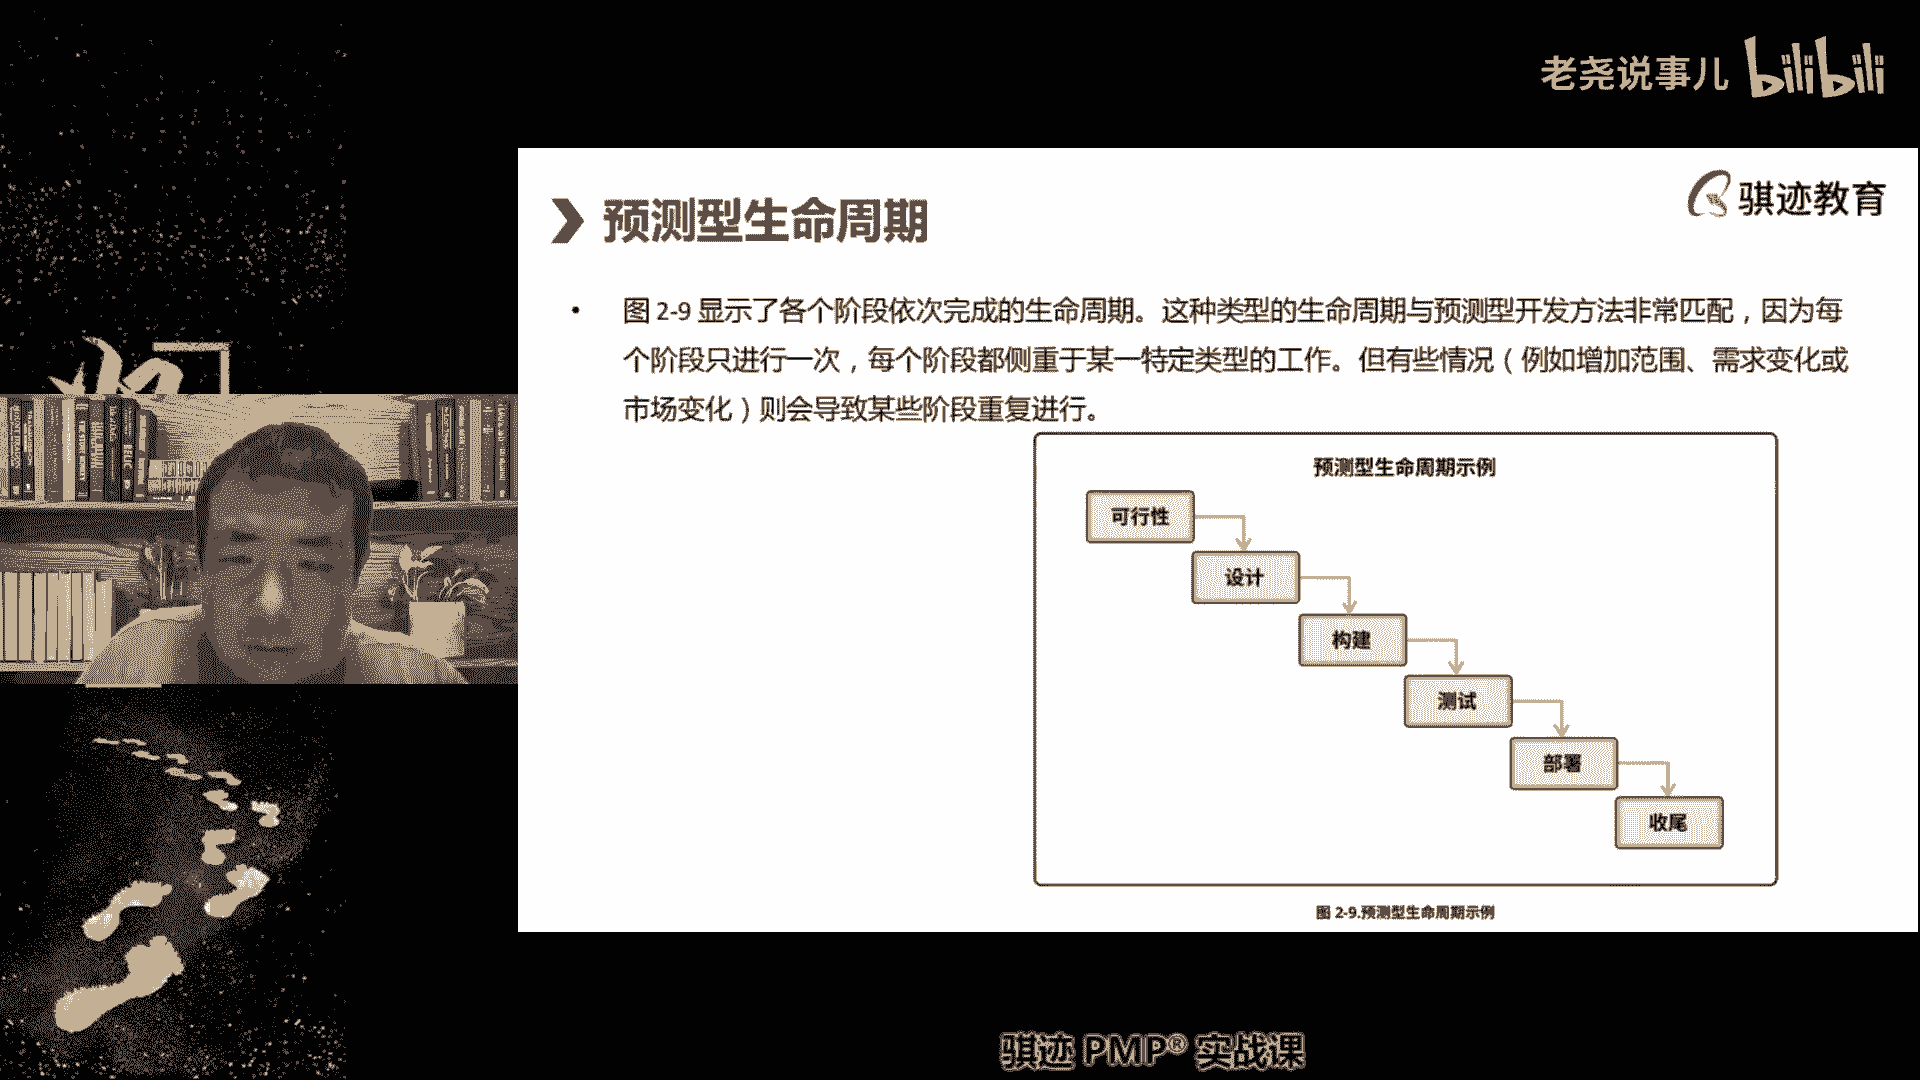 老尧说事儿 bilibili
骐迹教育
预测型生命周期
• 图 2-9 显示了各个阶段依次完成的生命周期。这种类型的生命周期与预测型开发方法非常匹配，因为每
个阶段只进行一次，每个阶段都侧重于某一特定类型的工作。但有些情况（例如增加范围、需求变化或
市场变化）则会导致某些阶段重复进行。
预测型生命周期示例
可行性
设计
构建
测试
部署
收尾
图 2-9.预测型生命周期示例
骐迹 PMP® 实战课